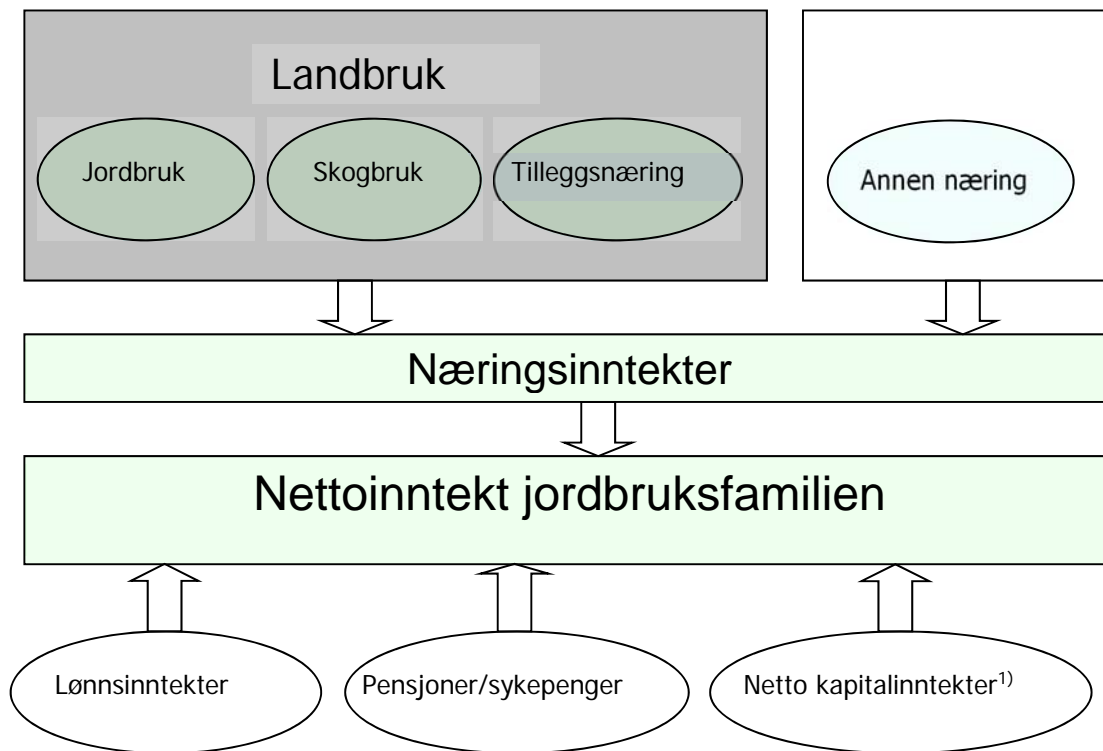 Landbruk
Jordbruk
Skogbruk
Tilleggsnæring
Annen næring
Næringsinntekter
Nettoinntekt jordbruksfamilien
Lønnsinntekter
Pensjoner/sykepenger
Netto kapitalinntekter¹⁾